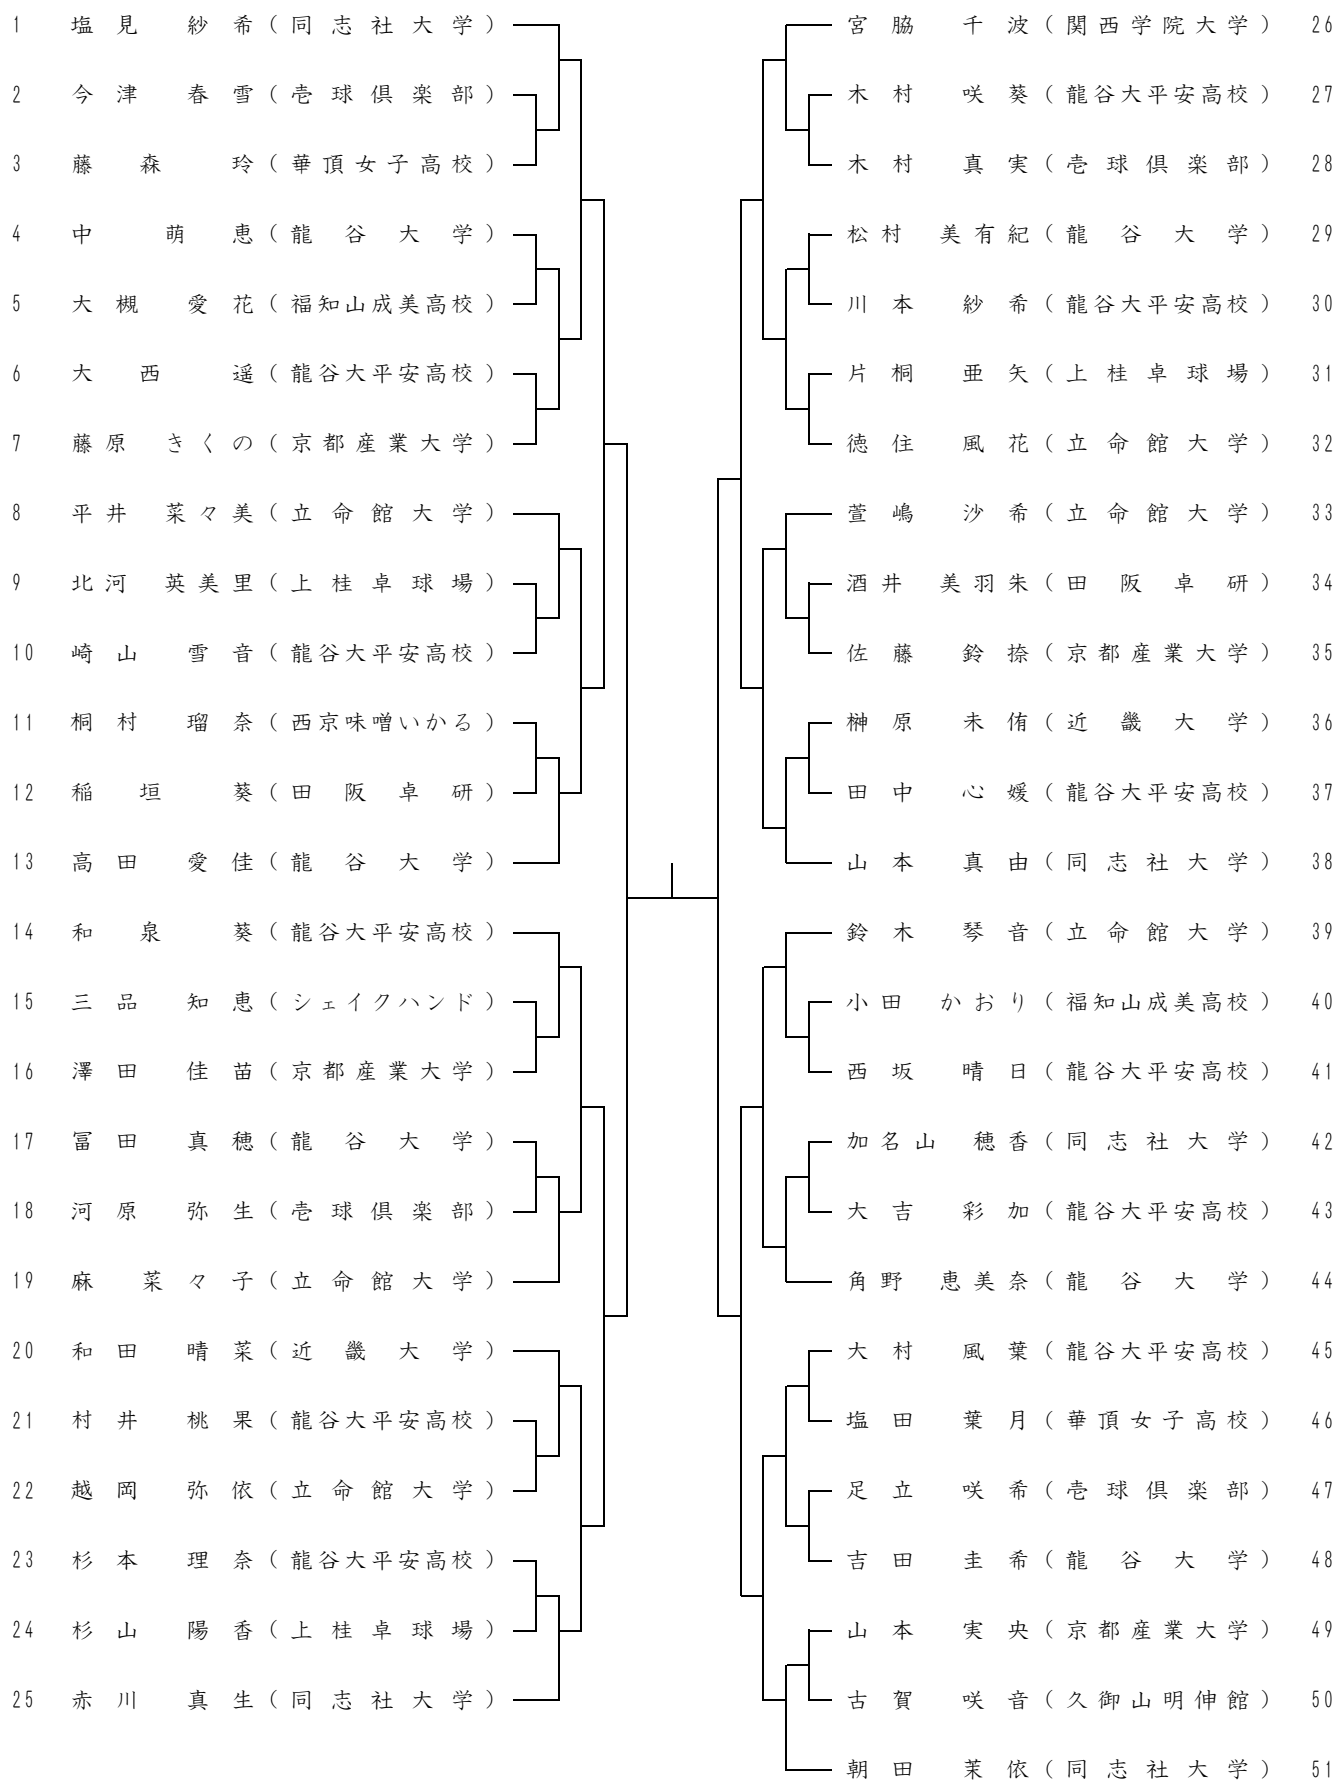 1 塩見 紗希（同志社大学）
2 今津 春雪（壱球倶楽部）
3 藤森 玲（華頂女子高校）
4 中 萌恵（龍谷大学）
5 大槻 愛花（福知山成美高校）
6 大西 遥（龍谷大平安高校）
7 藤原 きくの（京都産業大学）
8 平井 菜々美（立命館大学）
9 北河 英美里（上桂卓球場）
10 崎山 雪音（龍谷大平安高校）
11 桐村 瑠奈（西京味噌いかる）
12 稲垣 葵（田阪卓研）
13 高田 愛佳（龍谷大学）
14 和泉 葵（龍谷大平安高校）
15 三品 知恵（シェイクハンド）
16 澤田 佳苗（京都産業大学）
17 冨田 真穂（龍谷大学）
18 河原 弥生（壱球倶楽部）
19 麻 菜々子（立命館大学）
20 和田 晴菜（近畿大学）
21 村井 桃果（龍谷大平安高校）
22 越岡 弥依（立命館大学）
23 杉本 理奈（龍谷大平安高校）
24 杉山 陽香（上桂卓球場）
25 赤川 真生（同志社大学）
宮脇 千波（関西学院大学） 26
木村 咲葵（龍谷大平安高校） 27
木村 真実（壱球倶楽部） 28
松村 美有紀（龍谷大学） 29
川本 紗希（龍谷大平安高校） 30
片桐 亜矢（上桂卓球場） 31
徳住 風花（立命館大学） 32
萱嶋 沙希（立命館大学） 33
酒井 美羽朱（田阪卓研） 34
佐藤 鈴捺（京都産業大学） 35
榊原 未侑（近畿大学） 36
田中 心媛（龍谷大平安高校） 37
山本 真由（同志社大学） 38
鈴木 琴音（立命館大学） 39
小田 かおり（福知山成美高校） 40
西坂 晴日（龍谷大平安高校） 41
加名山 穂香（同志社大学） 42
大吉 彩加（龍谷大平安高校） 43
角野 恵美奈（龍谷大学） 44
大村 風葉（龍谷大平安高校） 45
塩田 葉月（華頂女子高校） 46
足立 咲希（壱球倶楽部） 47
吉田 圭希（龍谷大学） 48
山本 実央（京都産業大学） 49
古賀 咲音（久御山明伸館） 50
朝田 茉依（同志社大学） 51